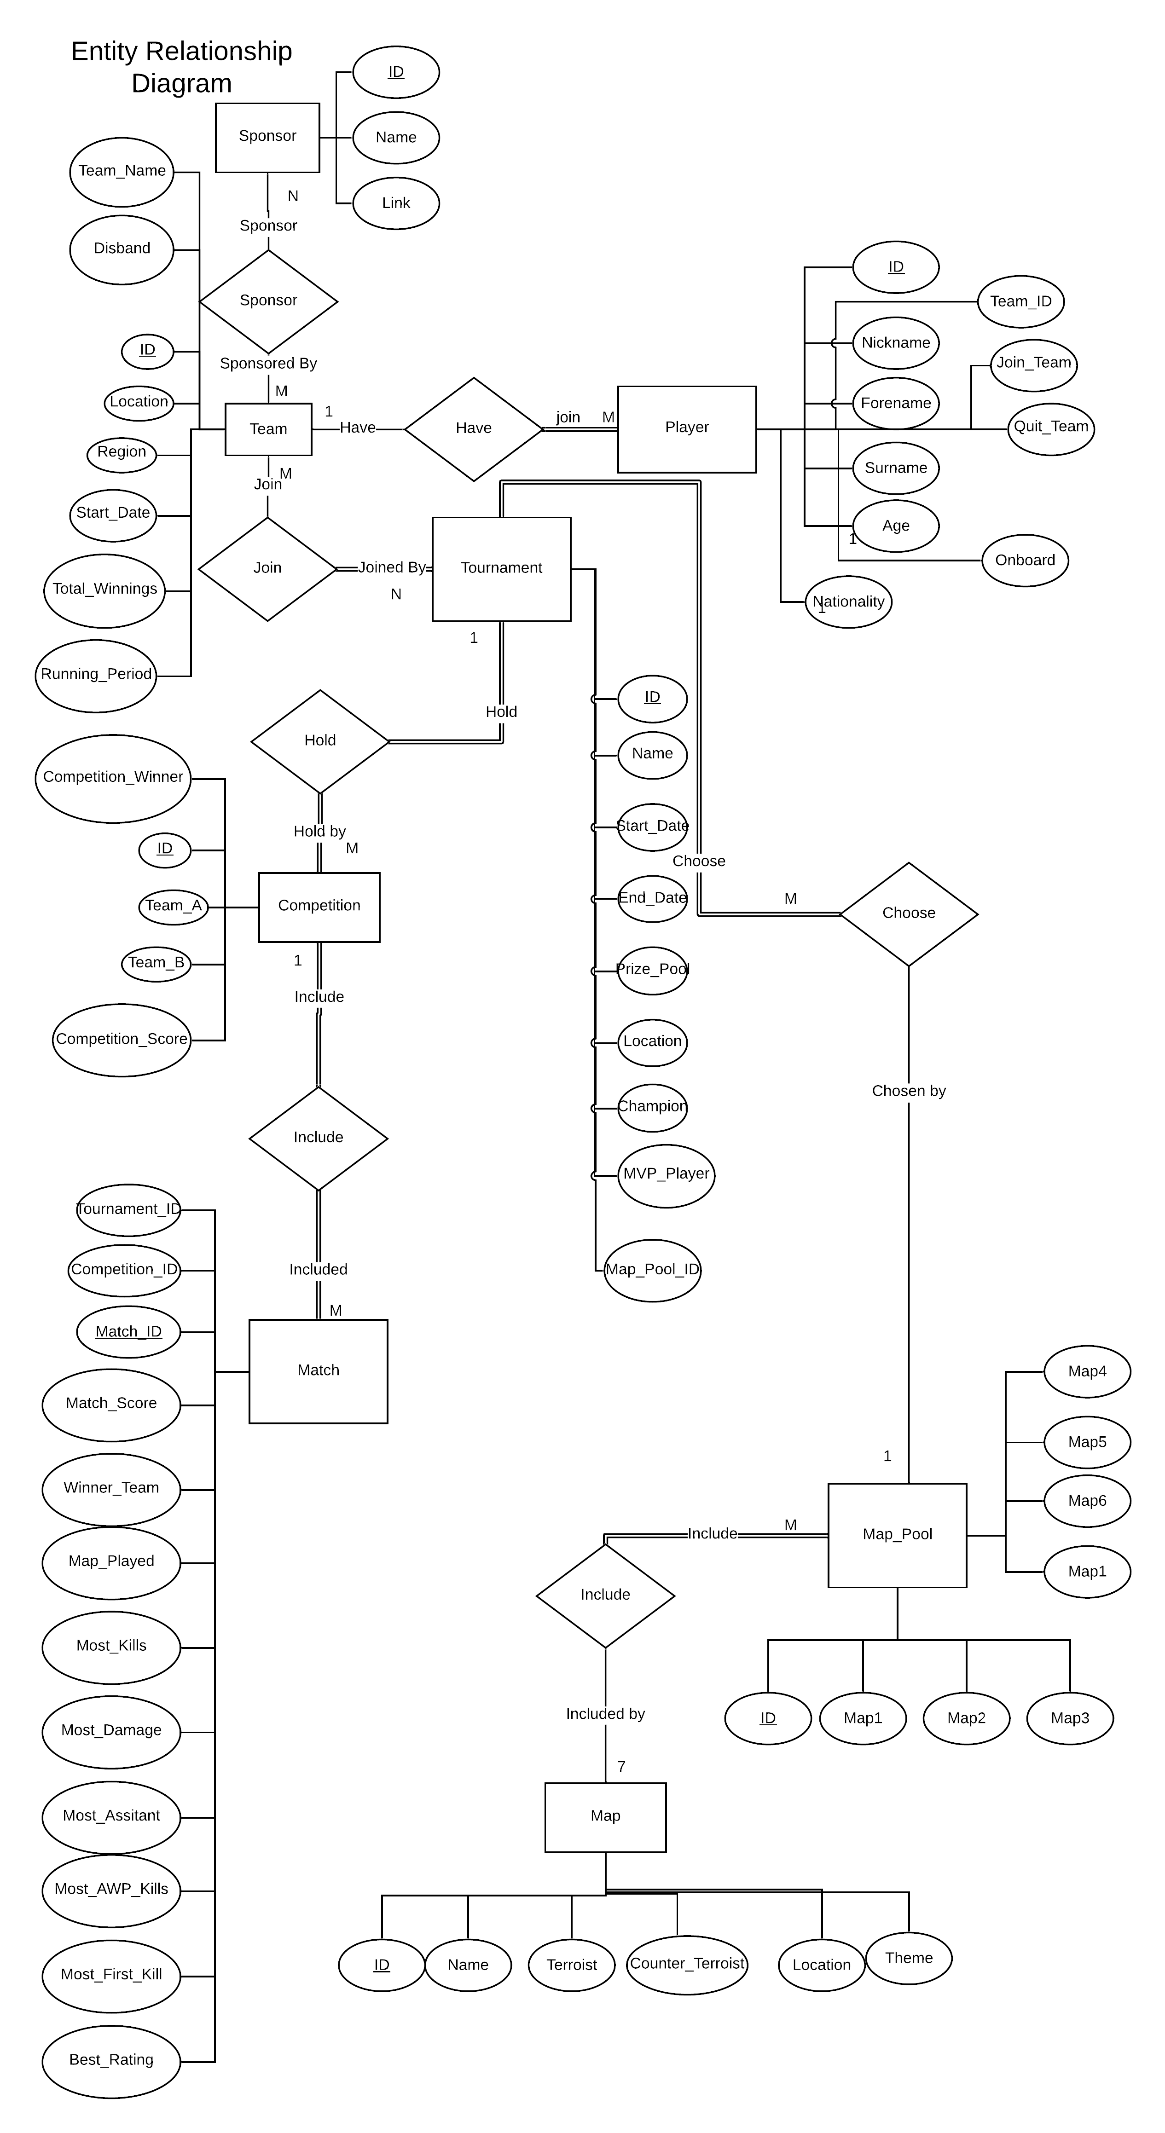 Entity Relationship
Diagram
ID
Sponsor
Name
Link
N
Sponsor
Team_Name
Disband
Sponsor
Sponsored By
M
ID
Location
Region
Start_Date
Total_Winnings
Running_Period
Team
1
Have
Have
join
M
Player
ID
Team_ID
Nickname
Join_Team
Forename
Quit_Team
Surname
Age
1
Onboard
Nationality
1
M
Join
Join
Joined By
N
Tournament
1
Hold
Hold
Hold by
M
ID
Name
Start_Date
End_Date
Prize_Pool
Location
Champion
MVP_Player
Map_Pool_ID
Choose
M
Choose
Chosen by
1
Competition_Winner
ID
Team_A
Team_B
Competition_Score
Competition
1
Include
Include
Included
M
Tournament_ID
Competition_ID
Match_ID
Match_Score
Winner_Team
Map_Played
Most_Kills
Most_Damage
Most_Assitant
Most_AWP_Kills
Most_First_Kill
Best_Rating
Match
Map4
Map5
Map6
Map1
Map_Pool
M
Include
Include
ID
Map1
Map2
Map3
Included by
7
Map
ID
Name
Terroist
Counter_Terroist
Location
Theme